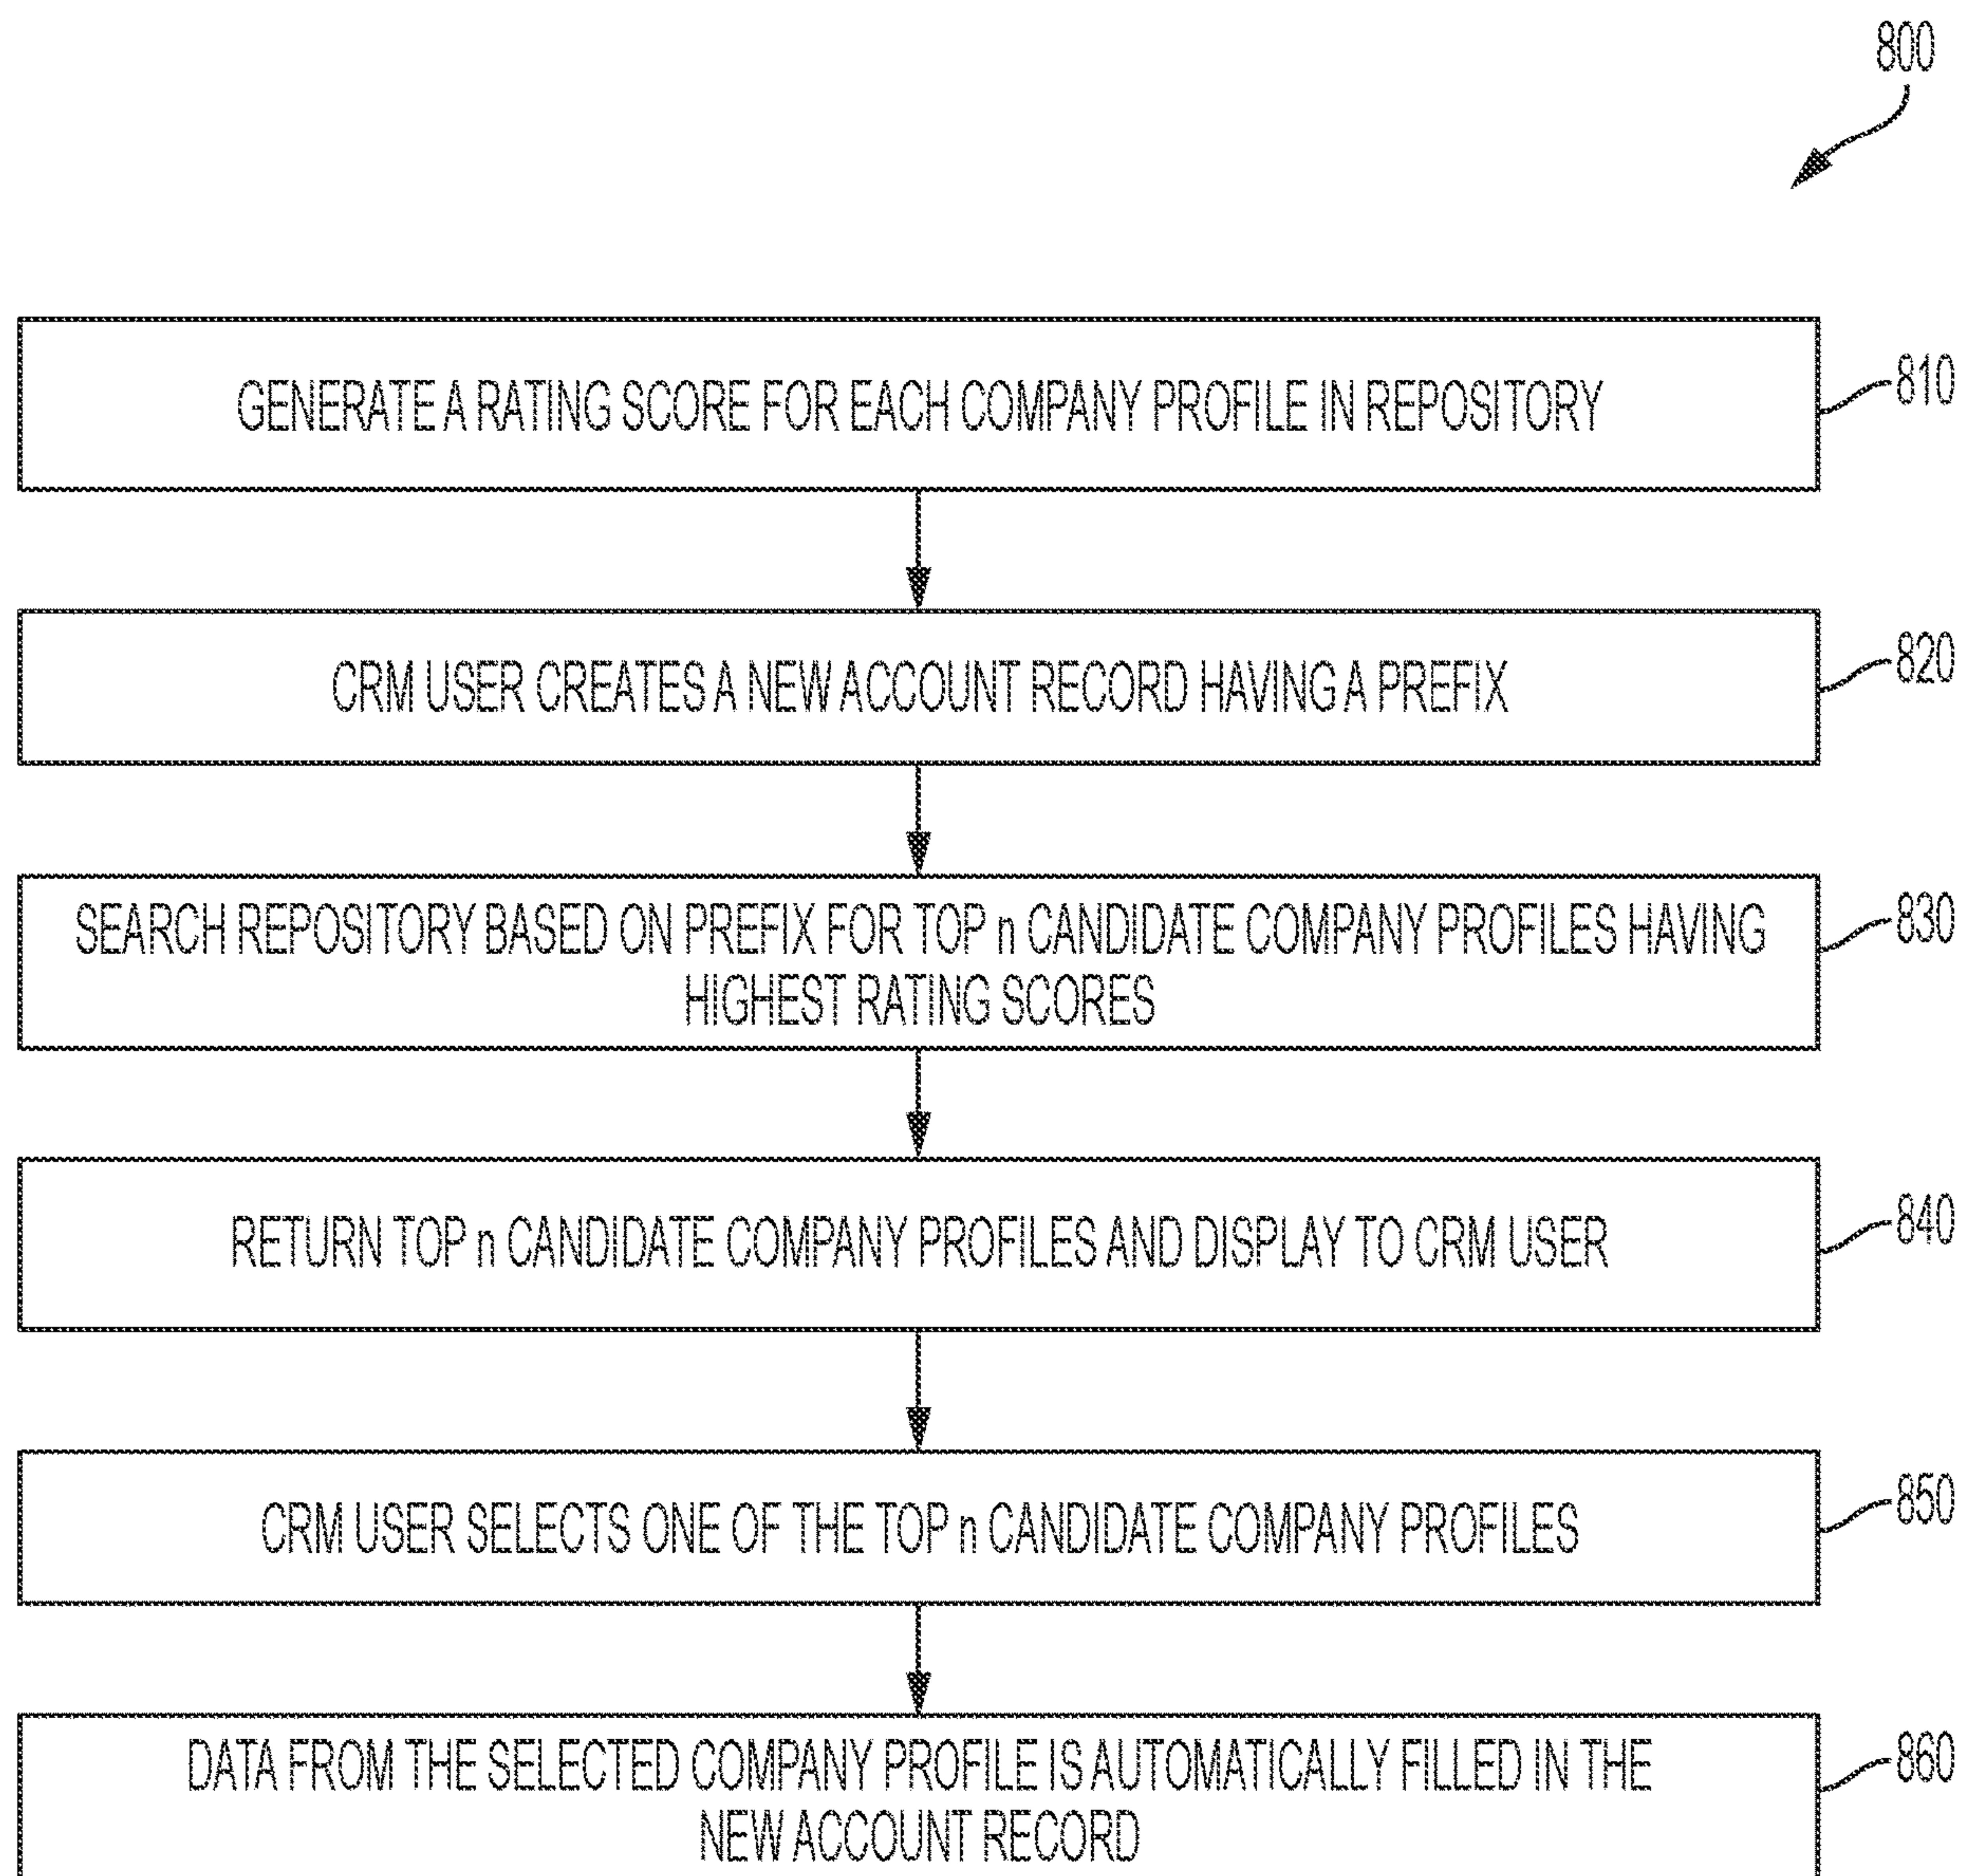 800
GENERATE A RATING SCORE FOR EACH COMPANY PROFILE IN REPOSITORY
810
CRM USER CREATES A NEW ACCOUNT RECORD HAVING A PREFIX
820
SEARCH REPOSITORY BASED ON PREFIX FOR TOP n CANDIDATE COMPANY PROFILES HAVING
HIGHEST RATING SCORES
830
RETURN TOP n CANDIDATE COMPANY PROFILES AND DISPLAY TO CRM USER
840
CRM USER SELECTS ONE OF THE TOP n CANDIDATE COMPANY PROFILES
850
DATA FROM THE SELECTED COMPANY PROFILE IS AUTOMATICALLY FILLED IN THE
NEW ACCOUNT RECORD
860